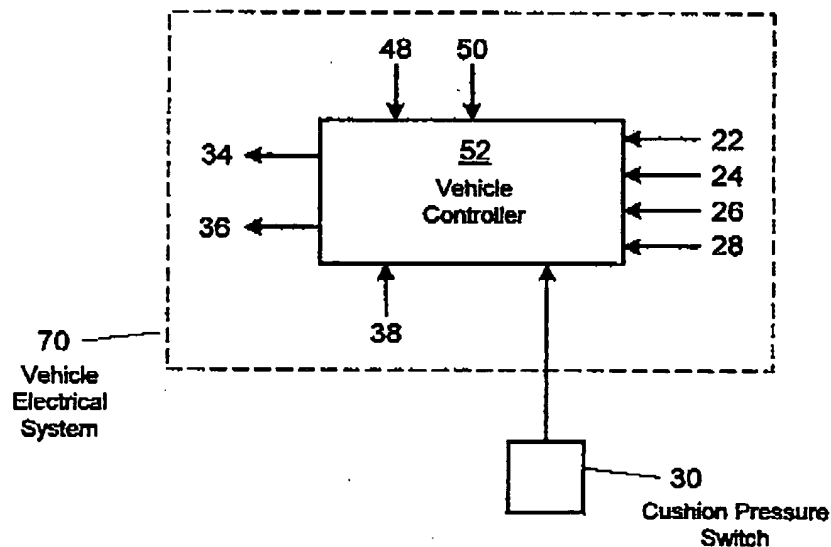 48
50
34
52
22
Vehicle
24
Controller
26
36
28
38
70
Vehicle
Electrical
System
30
Cushion Pressure
Switch